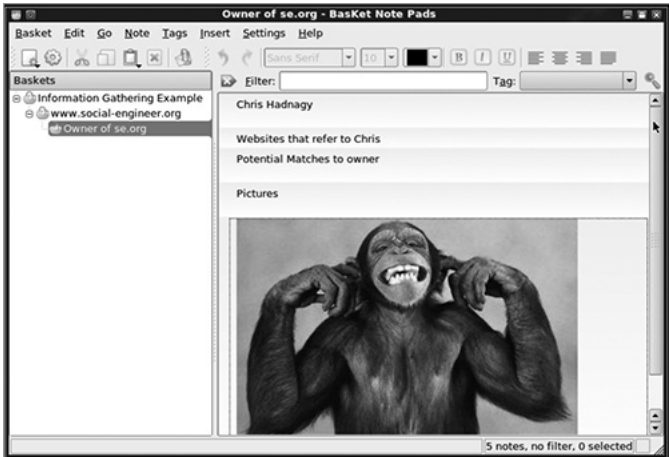 Owner of se.org - BasKet Note Pads
Basket Edit Go Note Tags Insert Settings Help
Sans Serif 10 B I U
Baskets
Filter: Tag:
Information Gathering Example
www.social-engineer.org
Owner of se.org
Chris Hadnagy
Websites that refer to Chris
Potential Matches to owner
Pictures
5 notes, no filter, 0 selected